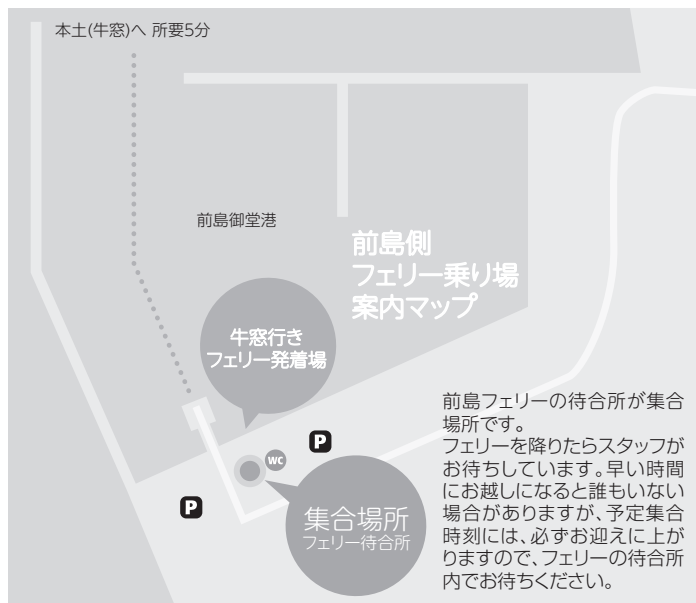 本土(牛窓)へ 所要5分
前島御堂港
前島側
フェリー乗り場
案内マップ
牛窓行き
フェリー発着場
P
WC
P
集合場所
フェリー待合所
前島フェリーの待合所が集合
場所です。
フェリーを降りたらスタッフが
お待ちしています。早い時間
にお越しになると誰もいない
場合がありますが、予定集合
時刻には、必ずお迎えに上が
りますので、フェリーの待合所
内でお待ちください。